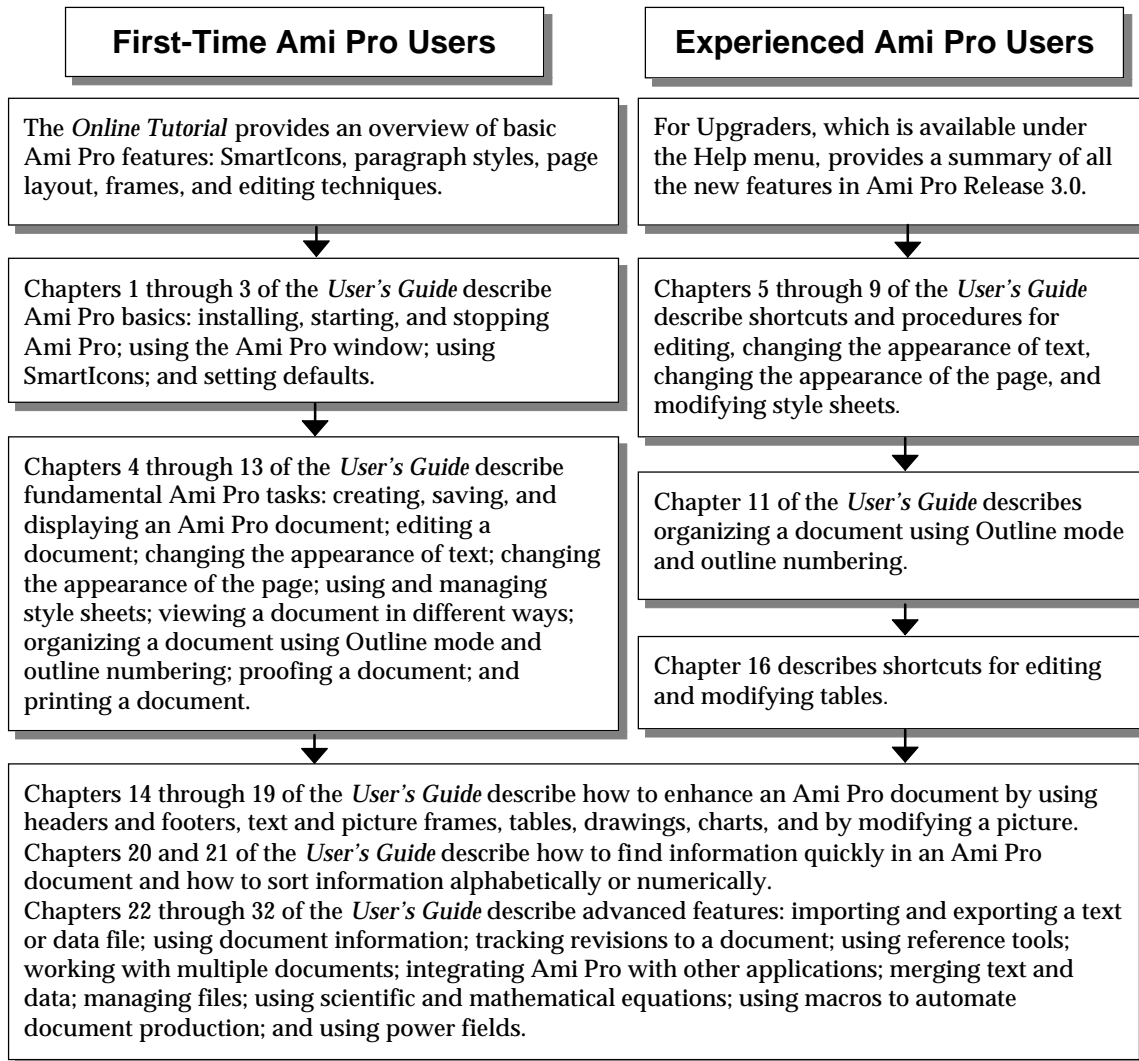 First-Time Ami Pro Users
The Online Tutorial provides an overview of basic
Ami Pro features: SmartIcons, paragraph styles, page
layout, frames, and editing techniques.
Chapters 1 through 3 of the User's Guide describe
Ami Pro basics: installing, starting, and stopping
Ami Pro; using the Ami Pro window; using
SmartIcons; and setting defaults.
Chapters 4 through 13 of the User's Guide describe
fundamental Ami Pro tasks: creating, saving, and
displaying an Ami Pro document; editing a
document; changing the appearance of text; changing
the appearance of the page; using and managing
style sheets; viewing a document in different ways;
organizing a document using Outline mode and
outline numbering; proofing a document; and
printing a document.
Experienced Ami Pro Users
For Upgraders, which is available under
the Help menu, provides a summary of all
the new features in Ami Pro Release 3.0.
Chapters 5 through 9 of the User's Guide
describe shortcuts and procedures for
editing, changing the appearance of text,
changing the appearance of the page, and
modifying style sheets.
Chapter 11 of the User's Guide describes
organizing a document using Outline mode
and outline numbering.
Chapter 16 describes shortcuts for editing
and modifying tables.
Chapters 14 through 19 of the User's Guide describe how to enhance an Ami Pro document by using
headers and footers, text and picture frames, tables, drawings, charts, and by modifying a picture.
Chapters 20 and 21 of the User's Guide describe how to find information quickly in an Ami Pro
document and how to sort information alphabetically or numerically.
Chapters 22 through 32 of the User's Guide describe advanced features: importing and exporting a text
or data file; using document information; tracking revisions to a document; using reference tools;
working with multiple documents; integrating Ami Pro with other applications; merging text and
data; managing files; using scientific and mathematical equations; using macros to automate
document production; and using power fields.